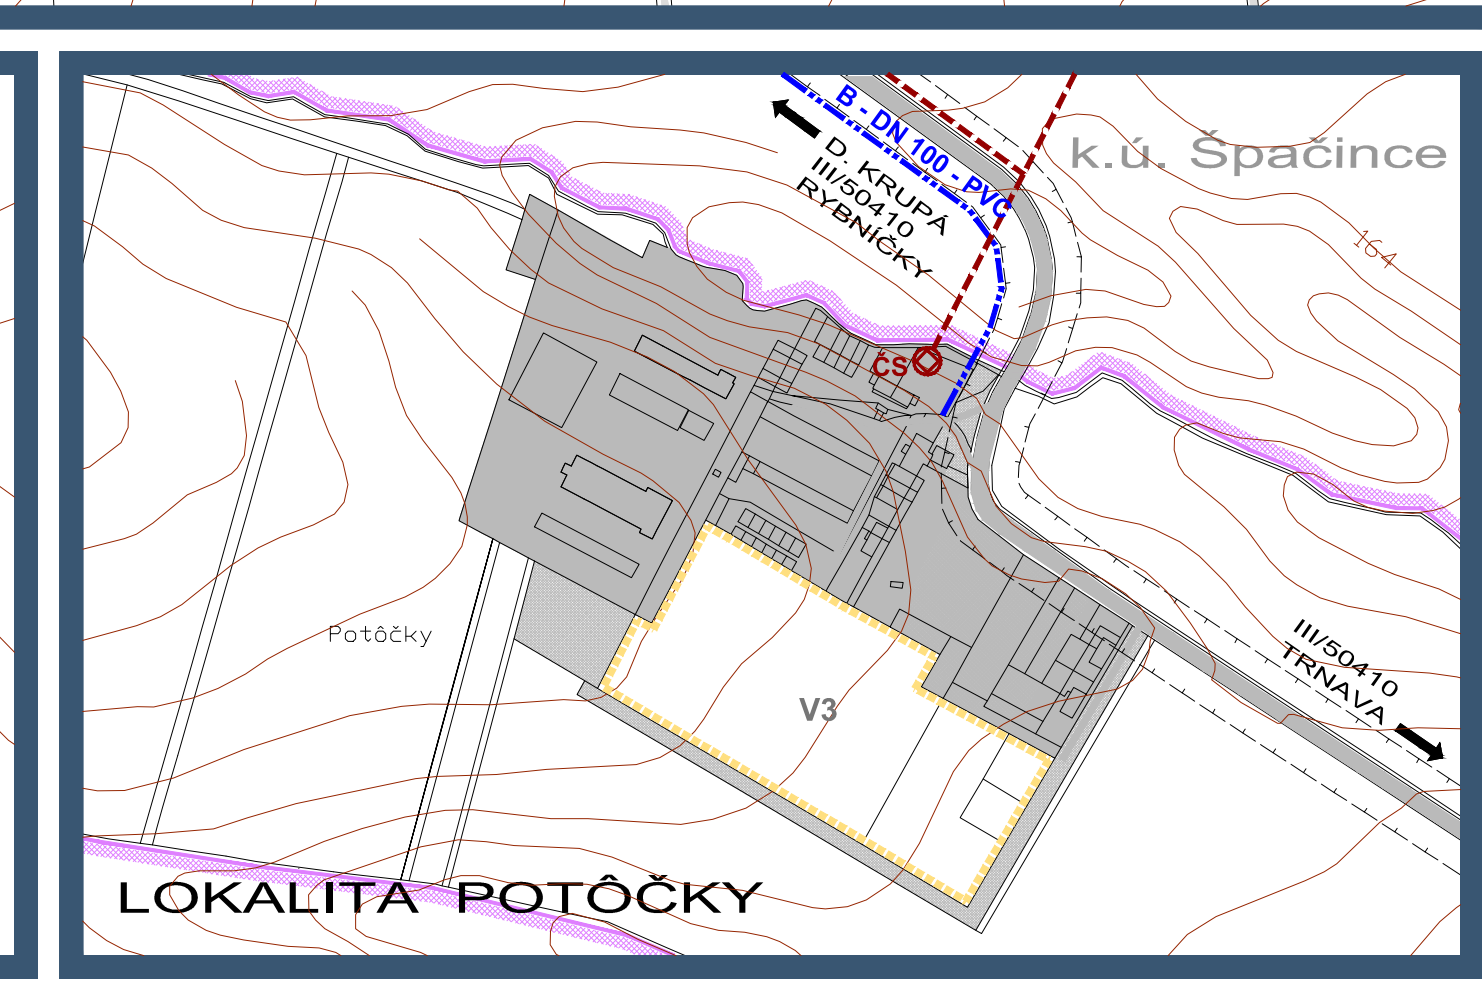 B - DN 100 - PVC
k.ú. Špačince
D. KRUPÁ
III/50410
RYBNÍČKY
164
ČS
Potôčky
III/50410
TRNAVA
V3
LOKALITA POTÔČKY